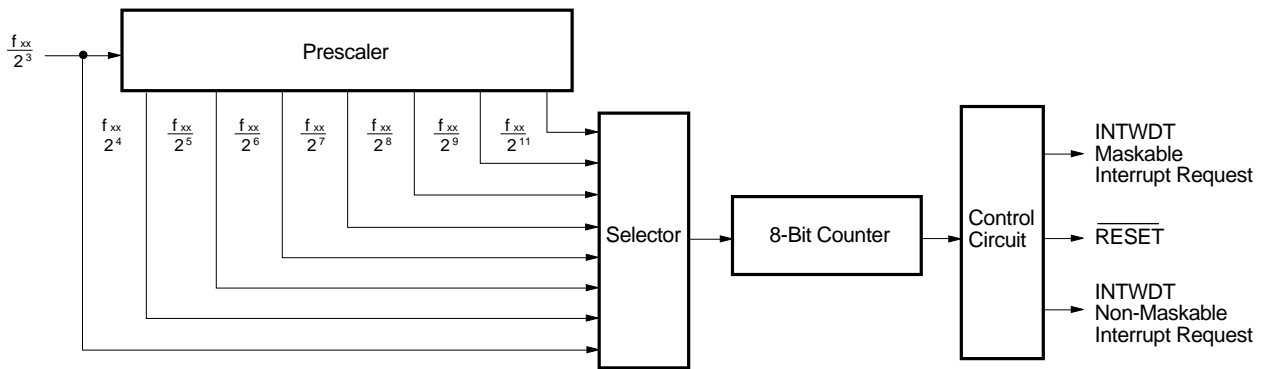 fxx/2³
Prescaler
fxx/2⁴
fxx/2⁵
fxx/2⁶
fxx/2⁷
fxx/2⁸
fxx/2⁹
fxx/2¹¹
Selector
8-Bit Counter
Control
Circuit
INTWDT
Maskable
Interrupt Request
R̅E̅S̅E̅T̅
INTWDT
Non-Maskable
Interrupt Request